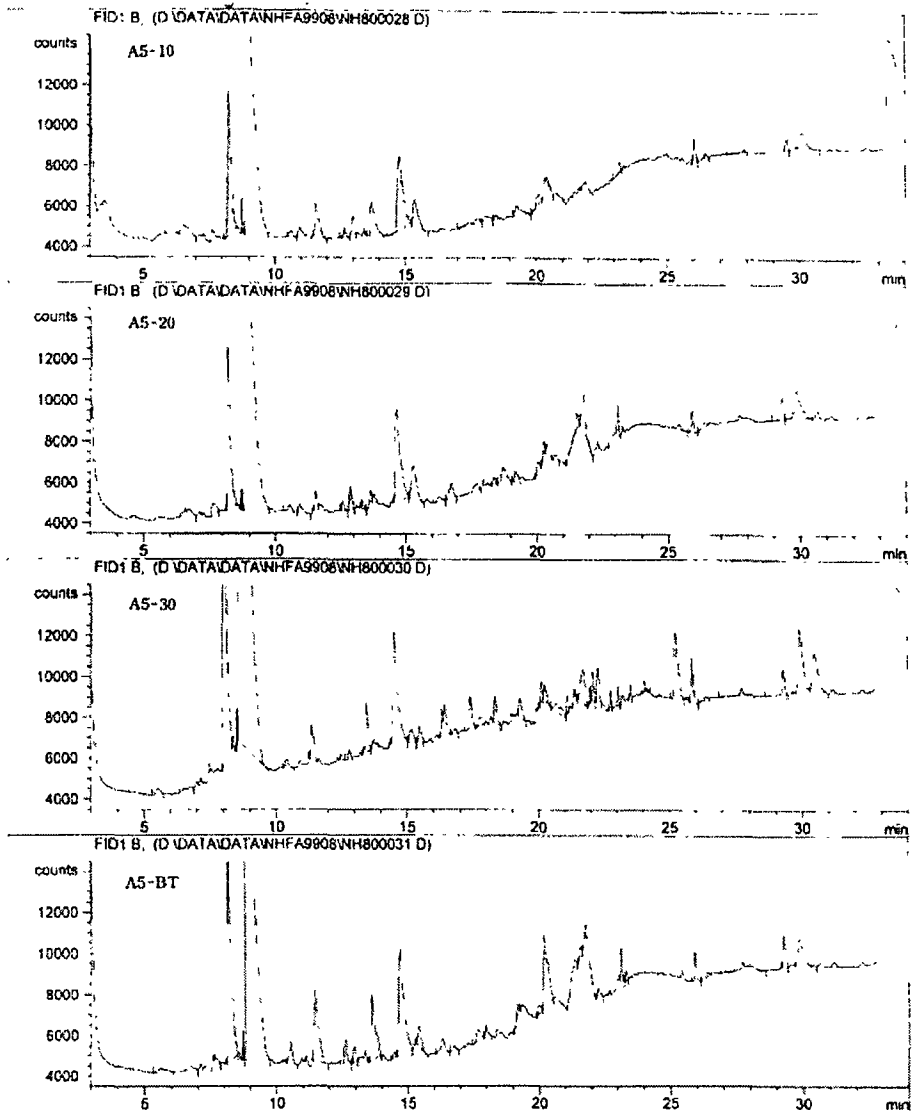 FID1 B, (D:\DATA\DATA\NHFA9908\NH800028 D)
counts
A5-10
12000
10000
8000
6000
4000
5 10 15 20 25 30 min
FID1 B (D \DATA\DATA\NHFA9908\NH800029 D)
counts
A5-20
12000
10000
8000
6000
4000
5 10 15 20 25 30 min
FID1 B, (D \DATA\DATA\NHFA9908\NH800030 D)
counts
A5-30
12000
10000
8000
6000
4000
5 10 15 20 25 30 min
FID1 B, (D \DATA\DATA\NHFA9908\NH800031 D)
counts
A5-BT
12000
10000
8000
6000
4000
5 10 15 20 25 30 min